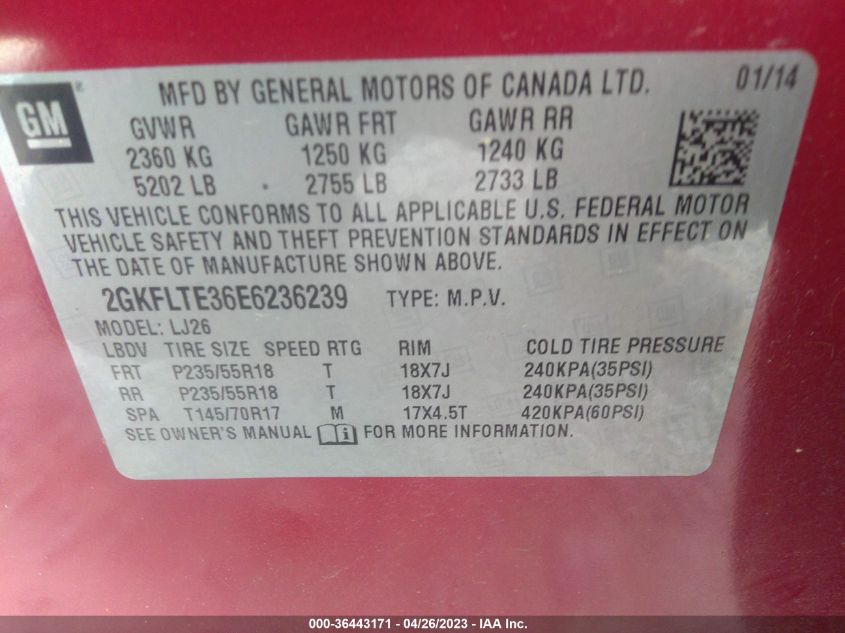 MFD BY GENERAL MOTORS OF CANADA LTD. 01/14
GM
GVWR GAWR FRT GAWR RR
2360 KG 1250 KG 1240 KG
5202 LB 2755 LB 2733 LB
THIS VEHICLE CONFORMS TO ALL APPLICABLE U.S. FEDERAL MOTOR
VEHICLE SAFETY AND THEFT PREVENTION STANDARDS IN EFFECT ON
THE DATE OF MANUFACTURE SHOWN ABOVE.
2GKFLTE36E6236239 TYPE: M.P.V.
MODEL: LJ26
LBDV TIRE SIZE SPEED RTG RIM COLD TIRE PRESSURE
FRT P235/55R18 T 18X7J 240KPA(35PSI)
RR P235/55R18 T 18X7J 240KPA(35PSI)
SPA T145/70R17 M 17X4.5T 420KPA(60PSI)
SEE OWNER'S MANUAL FOR MORE INFORMATION.
000-36443171 - 04/26/2023 - IAA Inc.